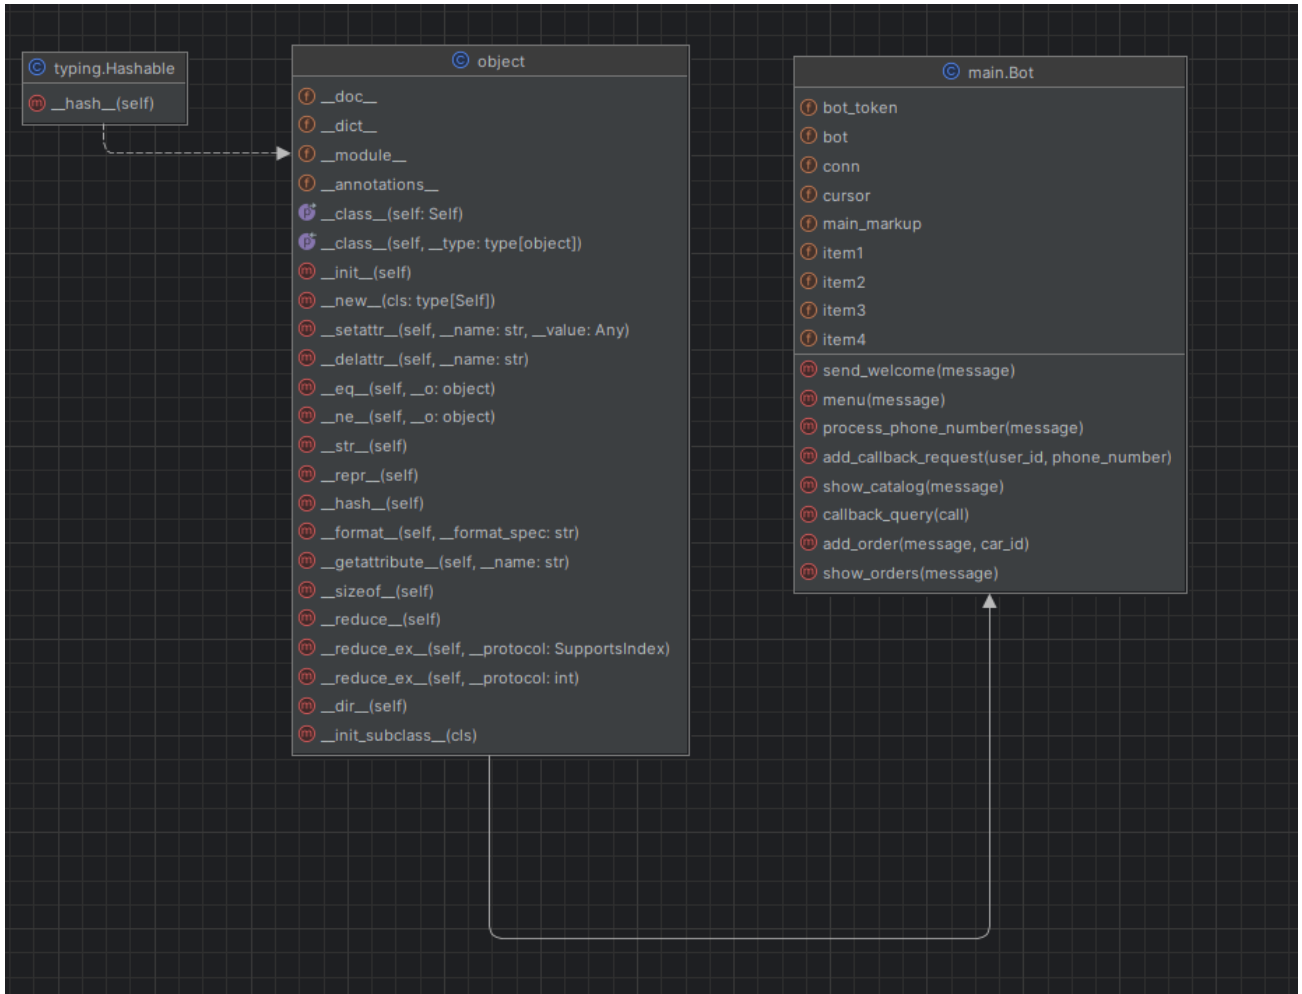 typing.Hashable
__hash__(self)
object
__doc__
__dict__
__module__
__annotations__
__class__(self: Self)
__class__(self, __type: type[object])
__init__(self)
__new__(cls: type[Self])
__setattr__(self, __name: str, __value: Any)
__delattr__(self, __name: str)
__eq__(self, __o: object)
__ne__(self, __o: object)
__str__(self)
__repr__(self)
__hash__(self)
__format__(self, __format_spec: str)
__getattribute__(self, __name: str)
__sizeof__(self)
__reduce__(self)
__reduce_ex__(self, __protocol: SupportsIndex)
__reduce_ex__(self, __protocol: int)
__dir__(self)
__init_subclass__(cls)
main.Bot
bot_token
bot
conn
cursor
main_markup
item1
item2
item3
item4
send_welcome(message)
menu(message)
process_phone_number(message)
add_callback_request(user_id, phone_number)
show_catalog(message)
callback_query(call)
add_order(message, car_id)
show_orders(message)